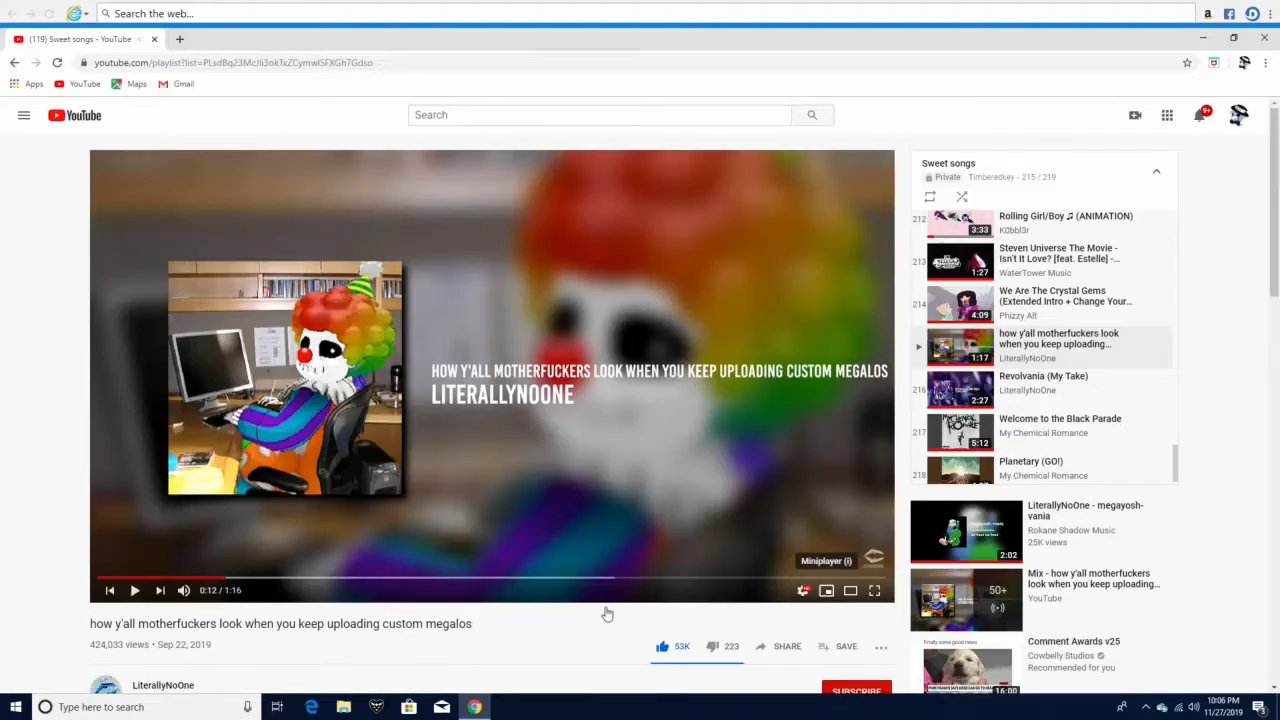 Search the web...
(119) Sweet songs - YouTube
youtube.com/playlist?list=PLsdBq23McJIi3okTxZCymwISFXGh7Gdso
Apps
YouTube
Maps
Gmail
YouTube
Search
9+
HOW Y'ALL MOTHERFUCKERS LOOK WHEN YOU KEEP UPLOADING CUSTOM MEGALOS
LITERALLYNOONE
Miniplayer (i)
0:12 / 1:16
HD
how y'all motherfuckers look when you keep uploading custom megalos
424,033 views • Sep 22, 2019
53K
223
SHARE
SAVE
LiterallyNoOne
SUBSCRIBE
Sweet songs
Private
Timberedkey - 215 / 219
212
3:33
Rolling Girl/Boy ♫ (ANIMATION)
K0bbl3r
213
1:27
Steven Universe The Movie -
Isn't It Love? [feat. Estelle] -...
WaterTower Music
214
4:09
We Are The Crystal Gems
(Extended Intro + Change Your...
Phizzy Alt
1:17
how y'all motherfuckers look
when you keep uploading...
LiterallyNoOne
216
2:27
Revolvania (My Take)
LiterallyNoOne
217
5:12
Welcome to the Black Parade
My Chemical Romance
218
Planetary (GO!)
My Chemical Romance
2:02
LiterallyNoOne - megayosh-
vania
Rokane Shadow Music
25K views
50+
Mix - how y'all motherfuckers
look when you keep uploading...
YouTube
Finally some good news
16:00
Comment Awards v25
Cowbelly Studios
Recommended for you
Type here to search
10:06 PM
11/27/2019
3